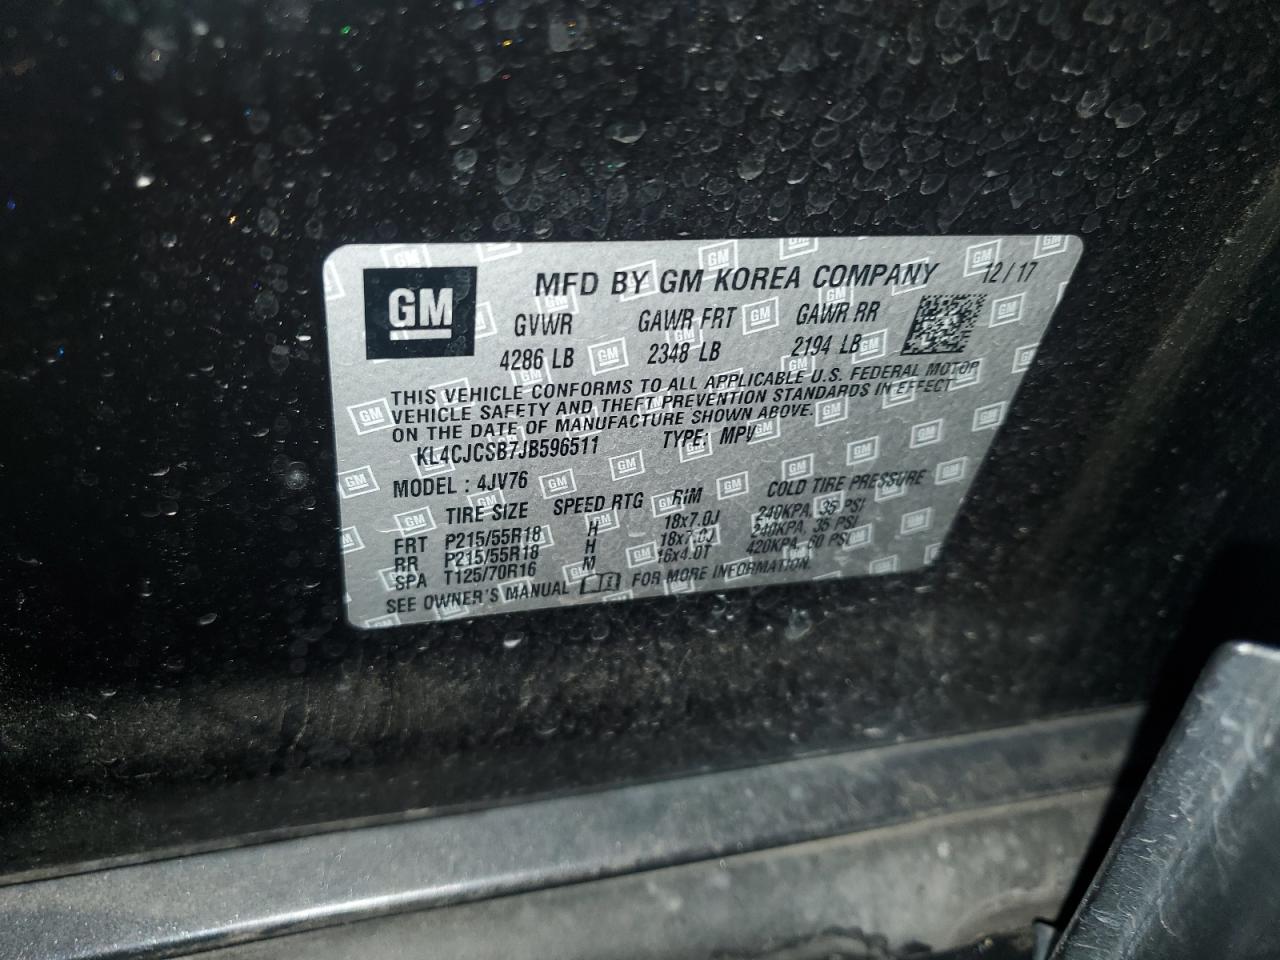 GM
MFD BY GM KOREA COMPANY 12/17
GVWR GAWR FRT GAWR RR
4286 LB 2348 LB 2194 LB
THIS VEHICLE CONFORMS TO ALL APPLICABLE U.S. FEDERAL MOTOR
VEHICLE SAFETY AND THEFT PREVENTION STANDARDS IN EFFECT
ON THE DATE OF MANUFACTURE SHOWN ABOVE.
KL4CJCSB7JB596511 TYPE: MPV
MODEL : 4JV76
TIRE SIZE SPEED RTG RIM COLD TIRE PRESSURE
FRT P215/55R18 H 18x7.0J 240KPA, 35 PSI
RR P215/55R18 H 18x7.0J 240KPA, 35 PSI
SPA T125/70R16 M 16x4.0T 420KPA, 60 PSI
SEE OWNER'S MANUAL FOR MORE INFORMATION.